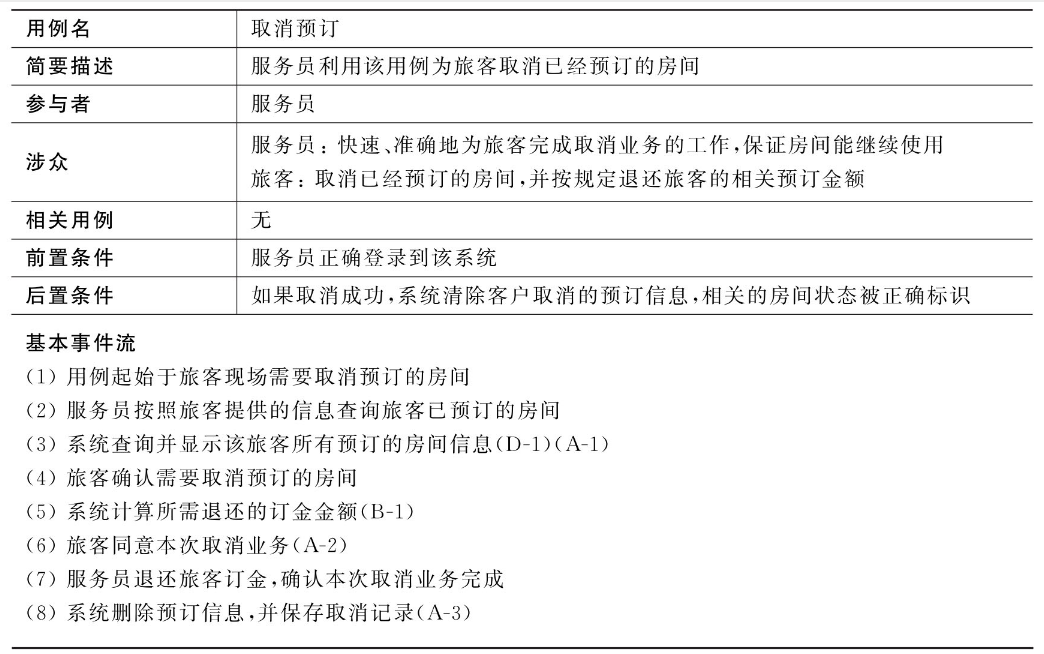 用例名 取消预订
简要描述 服务员利用该用例为旅客取消已经预订的房间
参与者 服务员
涉众 服务员：快速、准确地为旅客完成取消业务的工作,保证房间能继续使用
旅客：取消已经预订的房间,并按规定退还旅客的相关预订金额
相关用例 无
前置条件 服务员正确登录到该系统
后置条件 如果取消成功,系统清除客户取消的预订信息,相关的房间状态被正确标识
基本事件流
(1) 用例起始于旅客现场需要取消预订的房间
(2) 服务员按照旅客提供的信息查询旅客已预订的房间
(3) 系统查询并显示该旅客所有预订的房间信息(D-1)(A-1)
(4) 旅客确认需要取消预订的房间
(5) 系统计算所需退还的订金金额(B-1)
(6) 旅客同意本次取消业务(A-2)
(7) 服务员退还旅客订金,确认本次取消业务完成
(8) 系统删除预订信息,并保存取消记录(A-3)